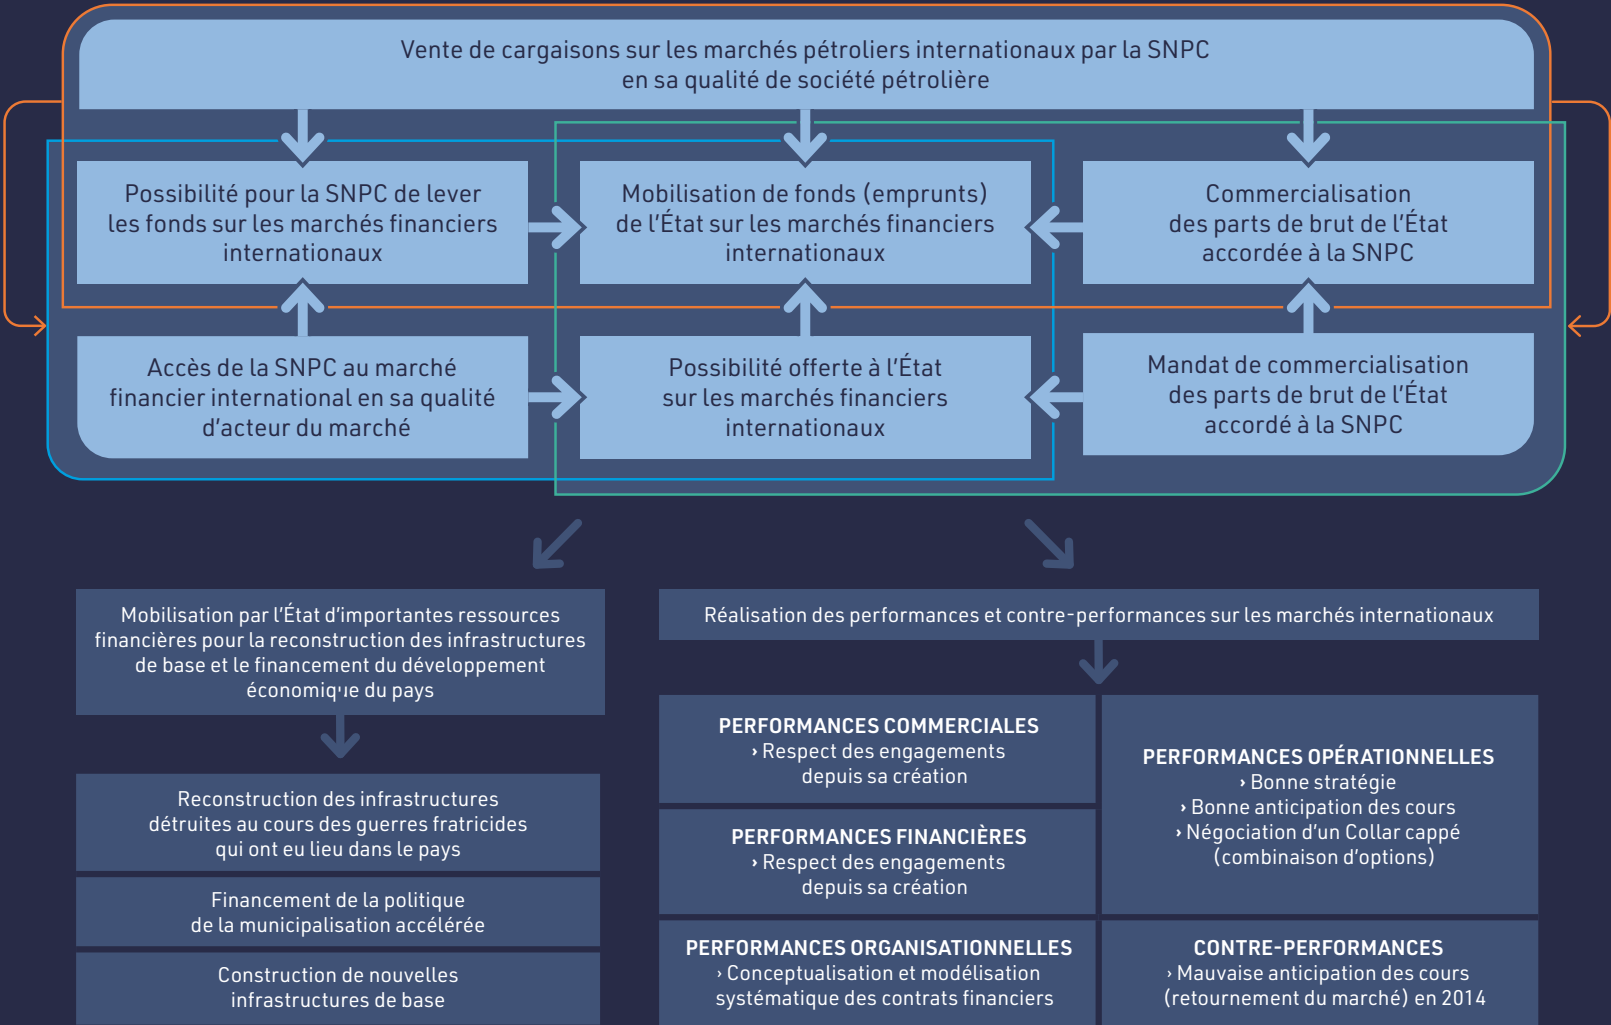 Vente de cargaisons sur les marchés pétroliers internationaux par la SNPC
en sa qualité de société pétrolière
Possibilité pour la SNPC de lever
les fonds sur les marchés financiers
internationaux
Mobilisation de fonds (emprunts)
de l’État sur les marchés financiers
internationaux
Commercialisation
des parts de brut de l’État
accordée à la SNPC
Accès de la SNPC au marché
financier international en sa qualité
d’acteur du marché
Possibilité offerte à l’État
sur les marchés financiers
internationaux
Mandat de commercialisation
des parts de brut de l’État
accordé à la SNPC
Mobilisation par l’État d’importantes ressources
financières pour la reconstruction des infrastructures
de base et le financement du développement
économique du pays
Reconstruction des infrastructures
détruites au cours des guerres fratricides
qui ont eu lieu dans le pays
Financement de la politique
de la municipalisation accélérée
Construction de nouvelles
infrastructures de base
Réalisation des performances et contre-performances sur les marchés internationaux
PERFORMANCES COMMERCIALES
› Respect des engagements
depuis sa création
PERFORMANCES FINANCIÈRES
› Respect des engagements
depuis sa création
PERFORMANCES ORGANISATIONNELLES
› Conceptualisation et modélisation
systématique des contrats financiers
PERFORMANCES OPÉRATIONNELLES
› Bonne stratégie
› Bonne anticipation des cours
› Négociation d’un Collar cappé
(combinaison d’options)
CONTRE-PERFORMANCES
› Mauvaise anticipation des cours
(retournement du marché) en 2014